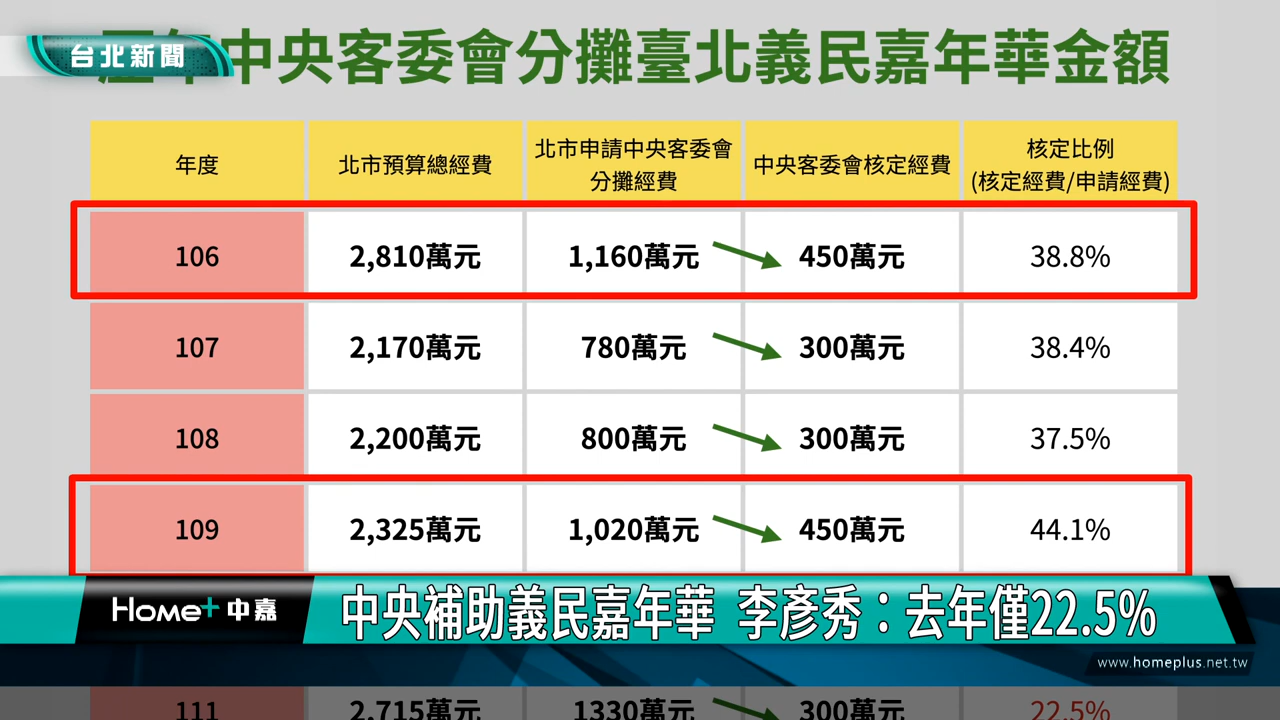 台北新聞
中央客委會分攤臺北義民嘉年華金額
年度 北市預算總經費 北市申請中央客委會分攤經費 中央客委會核定經費 核定比例(核定經費/申請經費)
106 2,810萬元 1,160萬元 450萬元 38.8%
107 2,170萬元 780萬元 300萬元 38.4%
108 2,200萬元 800萬元 300萬元 37.5%
109 2,325萬元 1,020萬元 450萬元 44.1%
Home+中嘉
中央補助義民嘉年華 李彥秀：去年僅22.5%
www.homeplus.net.tw
111 2,715萬元 1330萬元 300萬元 22.5%